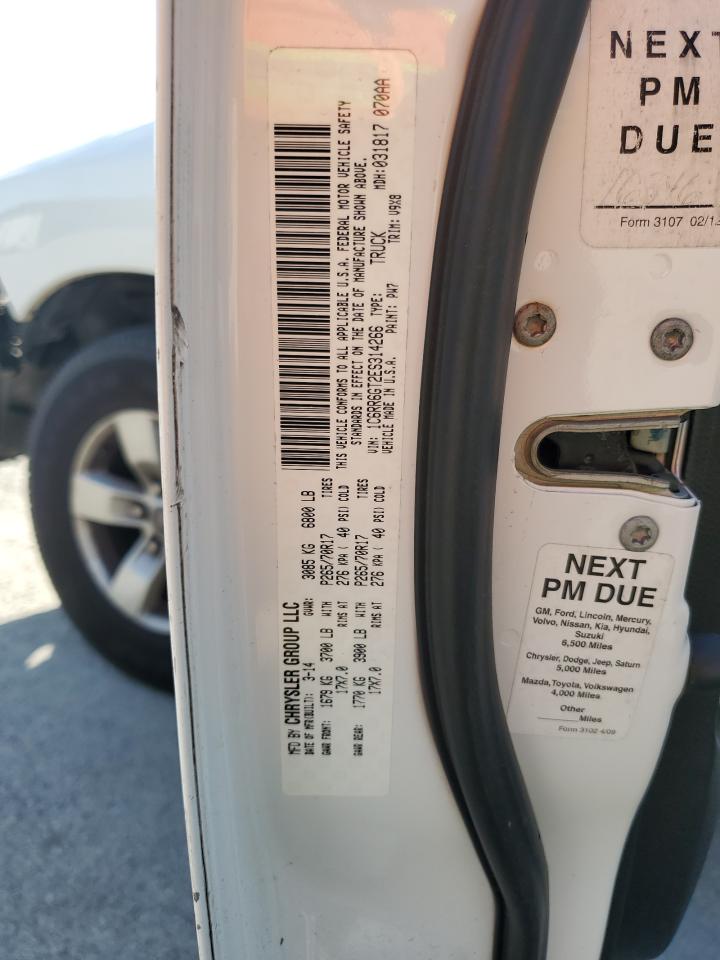 MFD BY CHRYSLER GROUP LLC
DATE OF MFR(BUILT): 3-14 GVWR: 3085 KG 6800 LB
GAWR FRONT: 1679 KG 3700 LB WITH P265/70R17 TIRES
17X7.0 RIMS AT 276 KPA ( 40 PSI) COLD
GAWR REAR: 1770 KG 3900 LB WITH P265/70R17 TIRES
17X7.0 RIMS AT 276 KPA ( 40 PSI) COLD
THIS VEHICLE CONFORMS TO ALL APPLICABLE U.S.A. FEDERAL MOTOR VEHICLE SAFETY
STANDARDS IN EFFECT ON THE DATE OF MANUFACTURE SHOWN ABOVE.
VIN: 1C6RR6GT2ES314266 TYPE: TRUCK MDH:031817 070AA
VEHICLE MADE IN U.S.A. PAINT: PW7 TRIM: V9X8
NEXT
PM
DUE
Form 3107 02/12
NEXT
PM DUE
GM, Ford, Lincoln, Mercury,
Volvo, Nissan, Kia, Hyundai,
Suzuki
6,500 Miles
Chrysler, Dodge, Jeep, Saturn
5,000 Miles
Mazda,Toyota, Volkswagen
4,000 Miles
Other
______Miles
Form 3102 4/09